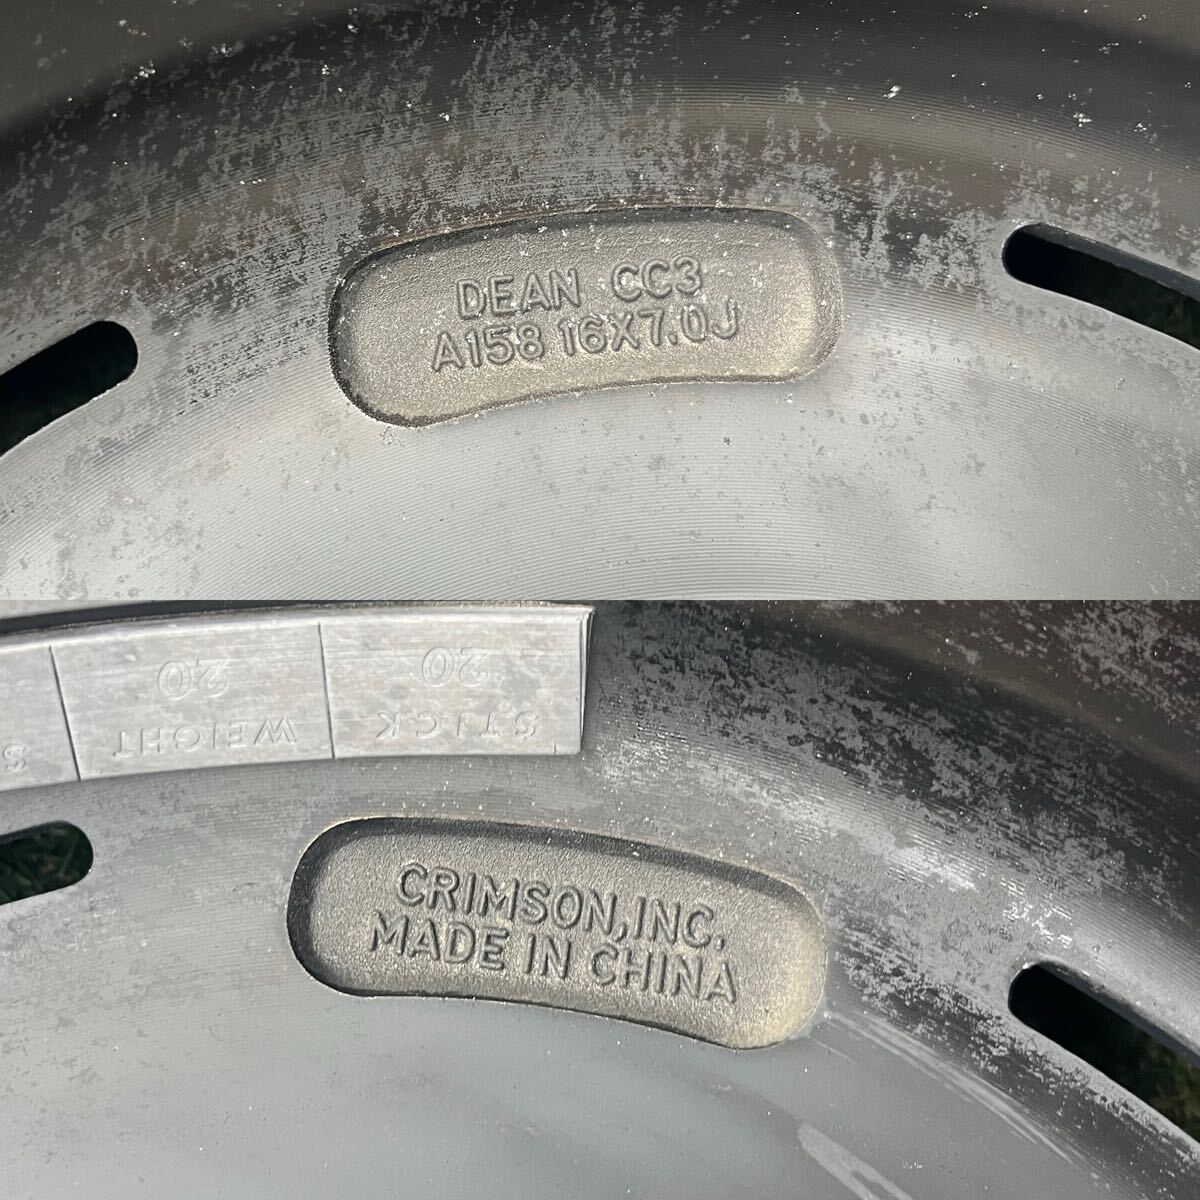 DEAN CC3
A158 16X7.0J
20
20
STICK
WEIGHT
S
CRIMSON,INC.
MADE IN CHINA